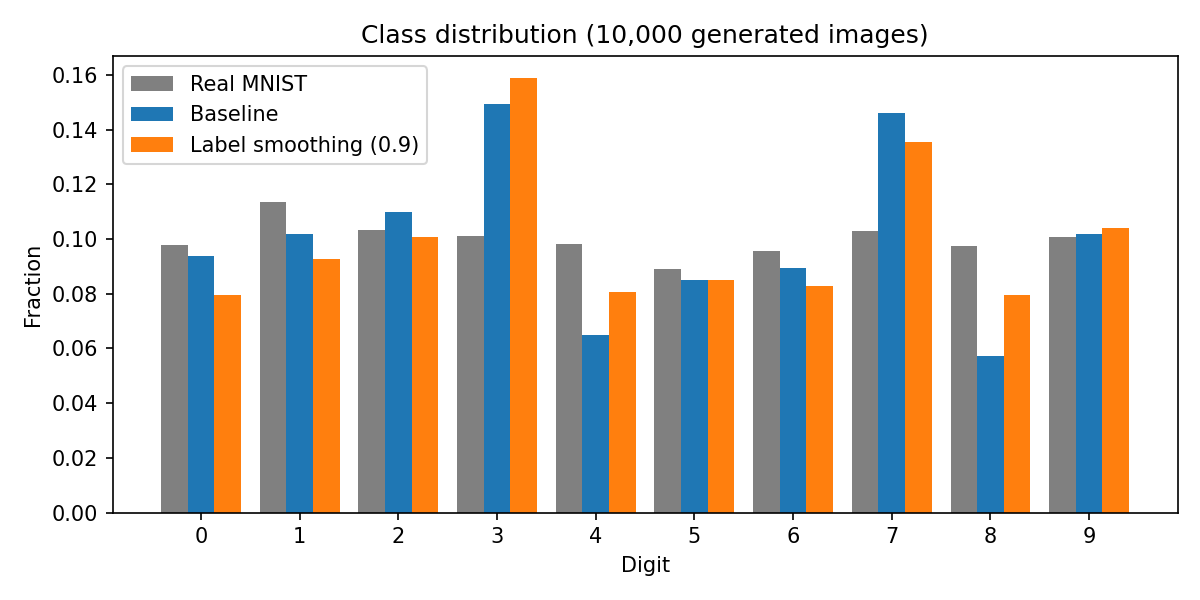 Class distribution (10,000 generated images)
Real MNIST
Baseline
Label smoothing (0.9)
Fraction
0.16
0.14
0.12
0.10
0.08
0.06
0.04
0.02
0.00
0 1 2 3 4 5 6 7 8 9
Digit